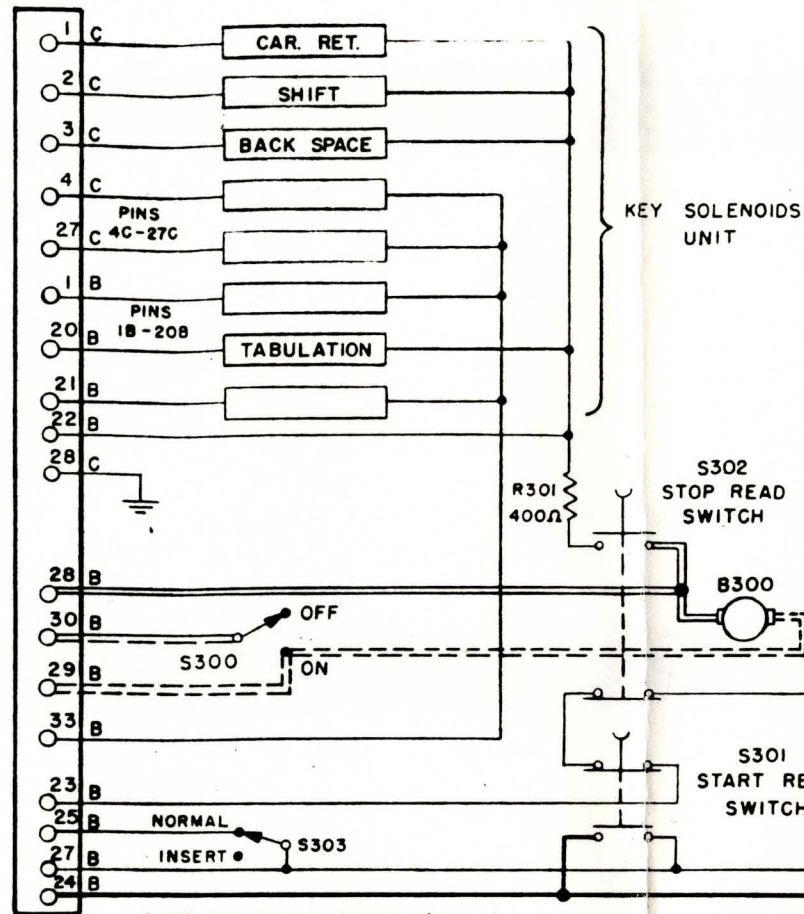 1 C CAR. RET.
2 C SHIFT
3 C BACK SPACE
4 C
PINS
4C-27C
27 C
KEY SOLENOIDS
UNIT
1 B
PINS
1B-20B
20 B TABULATION
21 B
22 B
28 C
R301
400Ω
S302
STOP READ
SWITCH
28 B
B300
30 B
OFF
S300
ON
29 B
33 B
S301
START RE
SWITCH
23 B
25 B
NORMAL
S303
INSERT
27 B
24 B